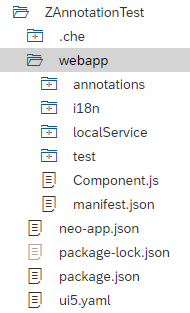 ZAnnotationTest
.che
webapp
annotations
i18n
localService
test
Component.js
manifest.json
neo-app.json
package-lock.json
package.json
ui5.yaml